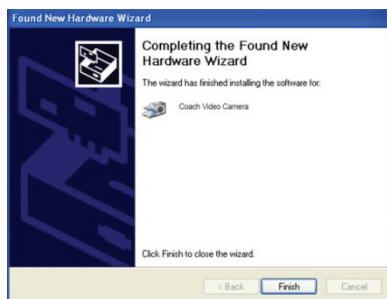 Found New Hardware Wizard
Completing the Found New
Hardware Wizard
The wizard has finished installing the software for:
Coach Video Camera
Click Finish to close the wizard.
< Back
Finish
Cancel